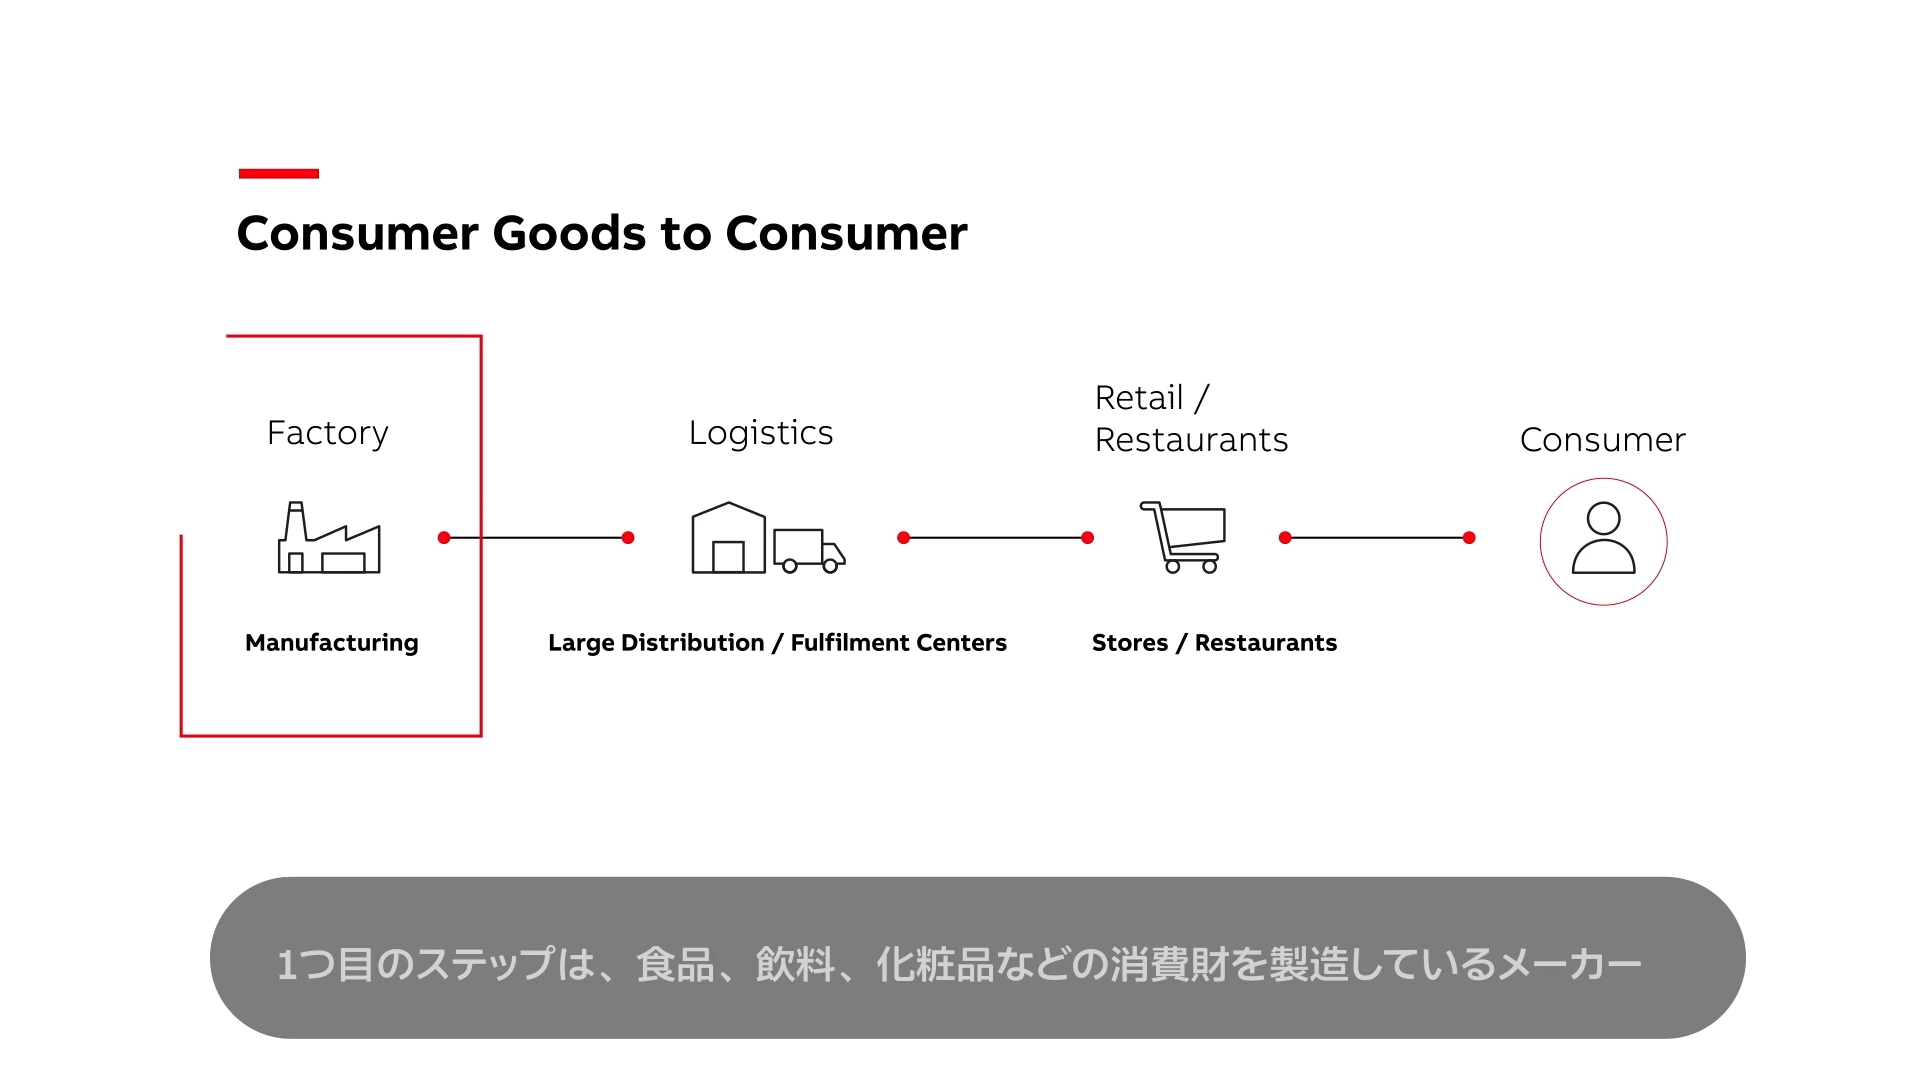 Consumer Goods to Consumer
Factory
Logistics
Retail /
Restaurants
Consumer
Manufacturing
Large Distribution / Fulfilment Centers
Stores / Restaurants
1つ目のステップは、食品、飲料、化粧品などの消費財を製造しているメーカー